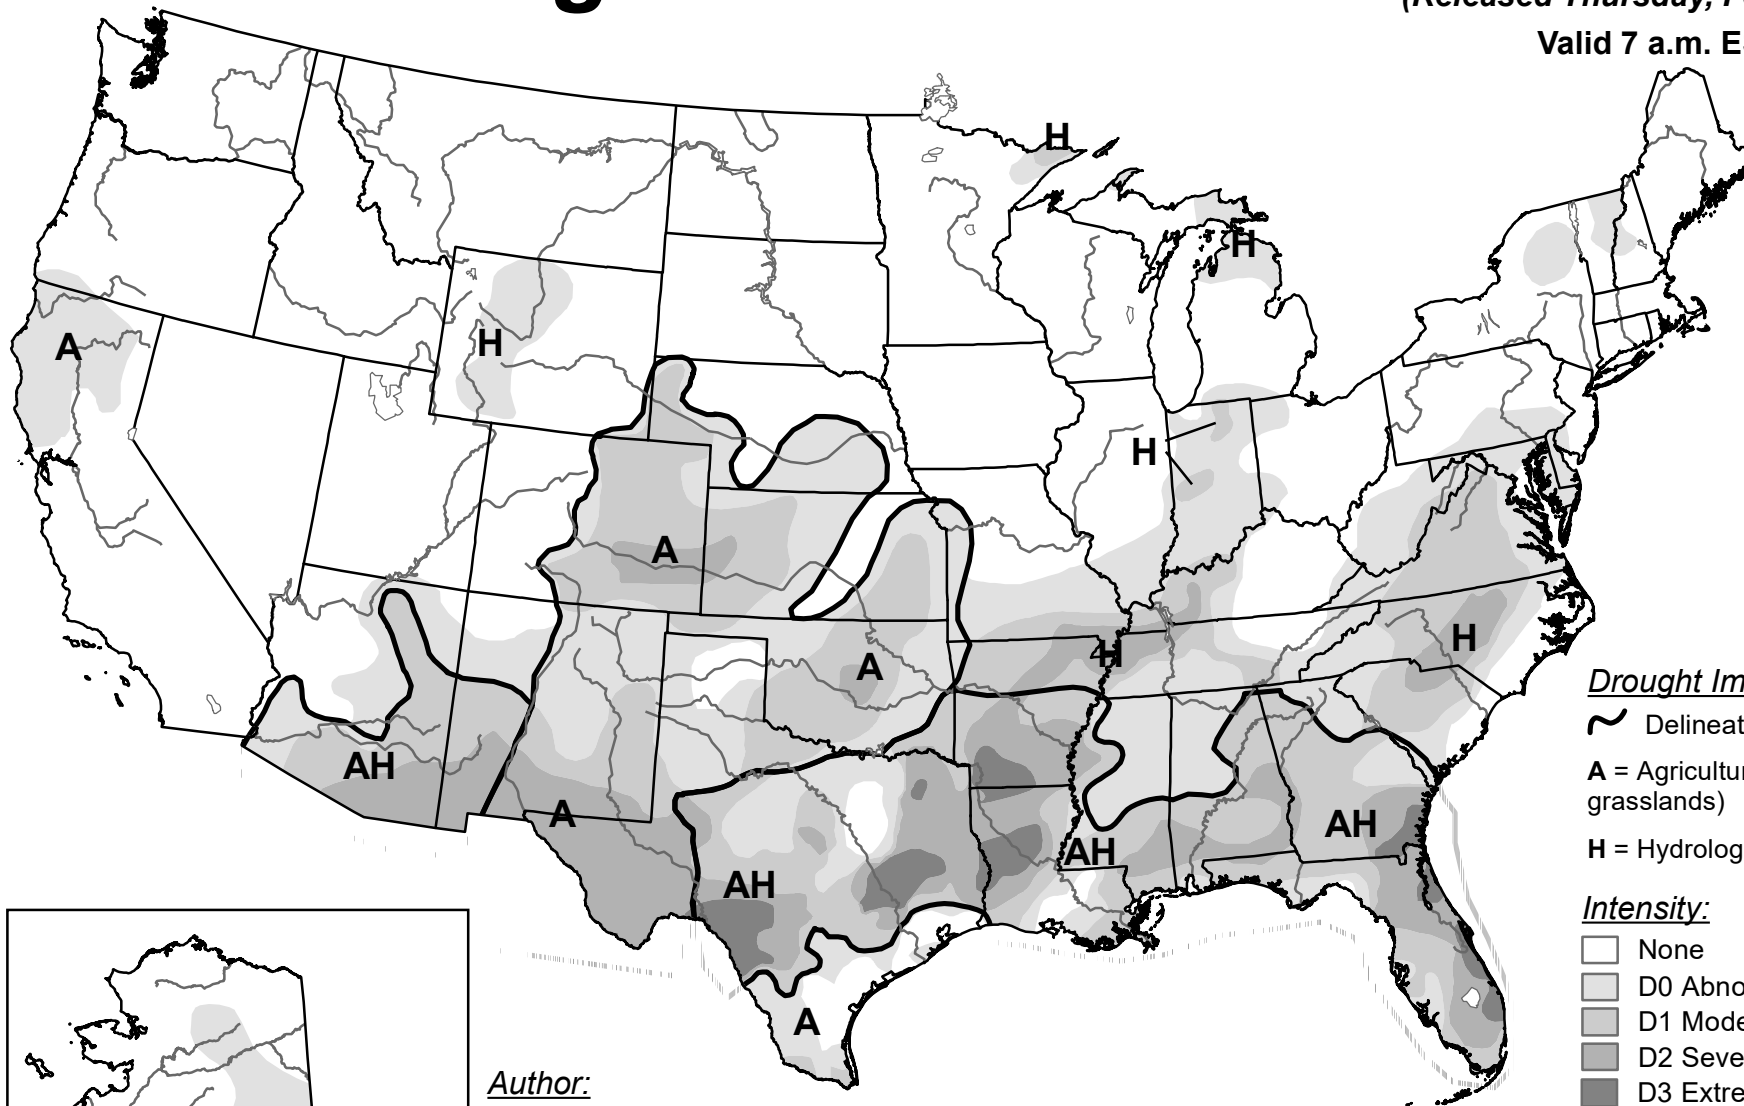 (Released Thursday,
Valid 7 a.m.
H
H
A
H
H
A
A
H
H
AH
A
AH
AH
AH
A
Drought
Delineat
A = Agricultur
grasslands)
H = Hydrolog
Intensity:
None
D0 Abno
D1 Mode
D2 Seve
D3 Extre
Author: